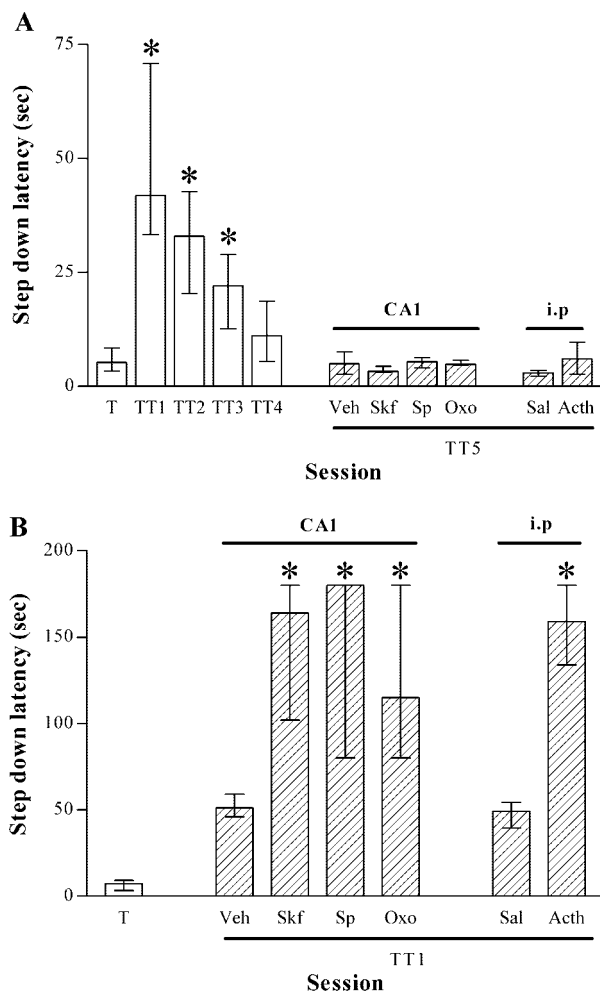 A
Step down latency (sec)
75
50
25
0
* * *
CA1 i.p
T TT1 TT2 TT3 TT4 Veh Skf Sp Oxo Sal Acth
TT5
Session
B
Step down latency (sec)
200
150
100
50
0
CA1 i.p
* * * *
T Veh Skf Sp Oxo Sal Acth
TT1
Session